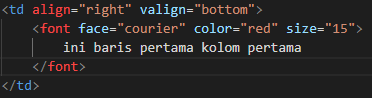 <td align="right" valign="bottom">
<font face="courier" color="red" size="15">
ini baris pertama kolom pertama
</font>
</td>